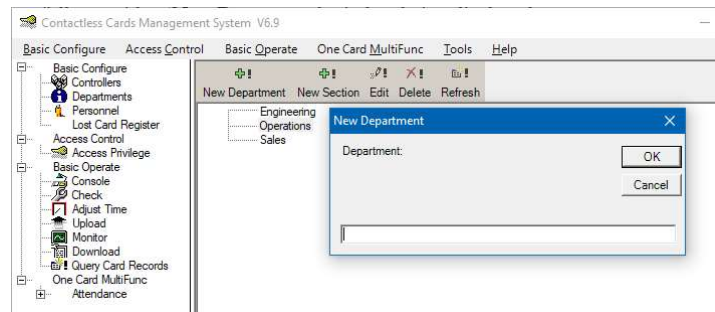 Contactless Cards Management System V6.9
Basic Configure Access Control Basic Operate One Card MultiFunc Tools Help
Basic Configure
Controllers
Departments
Personnel
Lost Card Register
Access Control
Access Privilege
Basic Operate
Console
Check
Adjust Time
Upload
Monitor
Download
Query Card Records
One Card MultiFunc
Attendance
New Department New Section Edit Delete Refresh
Engineering
Operations
Sales
New Department
Department:
OK
Cancel